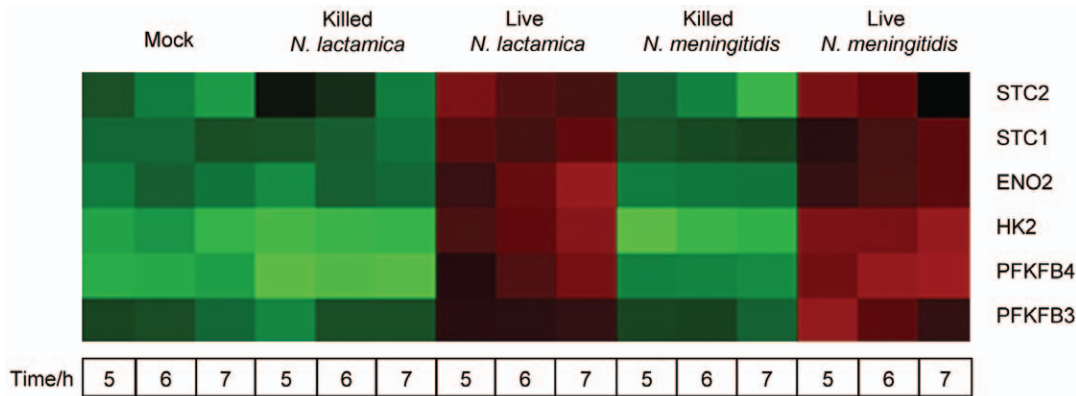 Mock
Killed
N. lactamica
Live
N. lactamica
Killed
N. meningitidis
Live
N. meningitidis
STC2
STC1
ENO2
HK2
PFKFB4
PFKFB3
Time/h 5 6 7 5 6 7 5 6 7 5 6 7 5 6 7